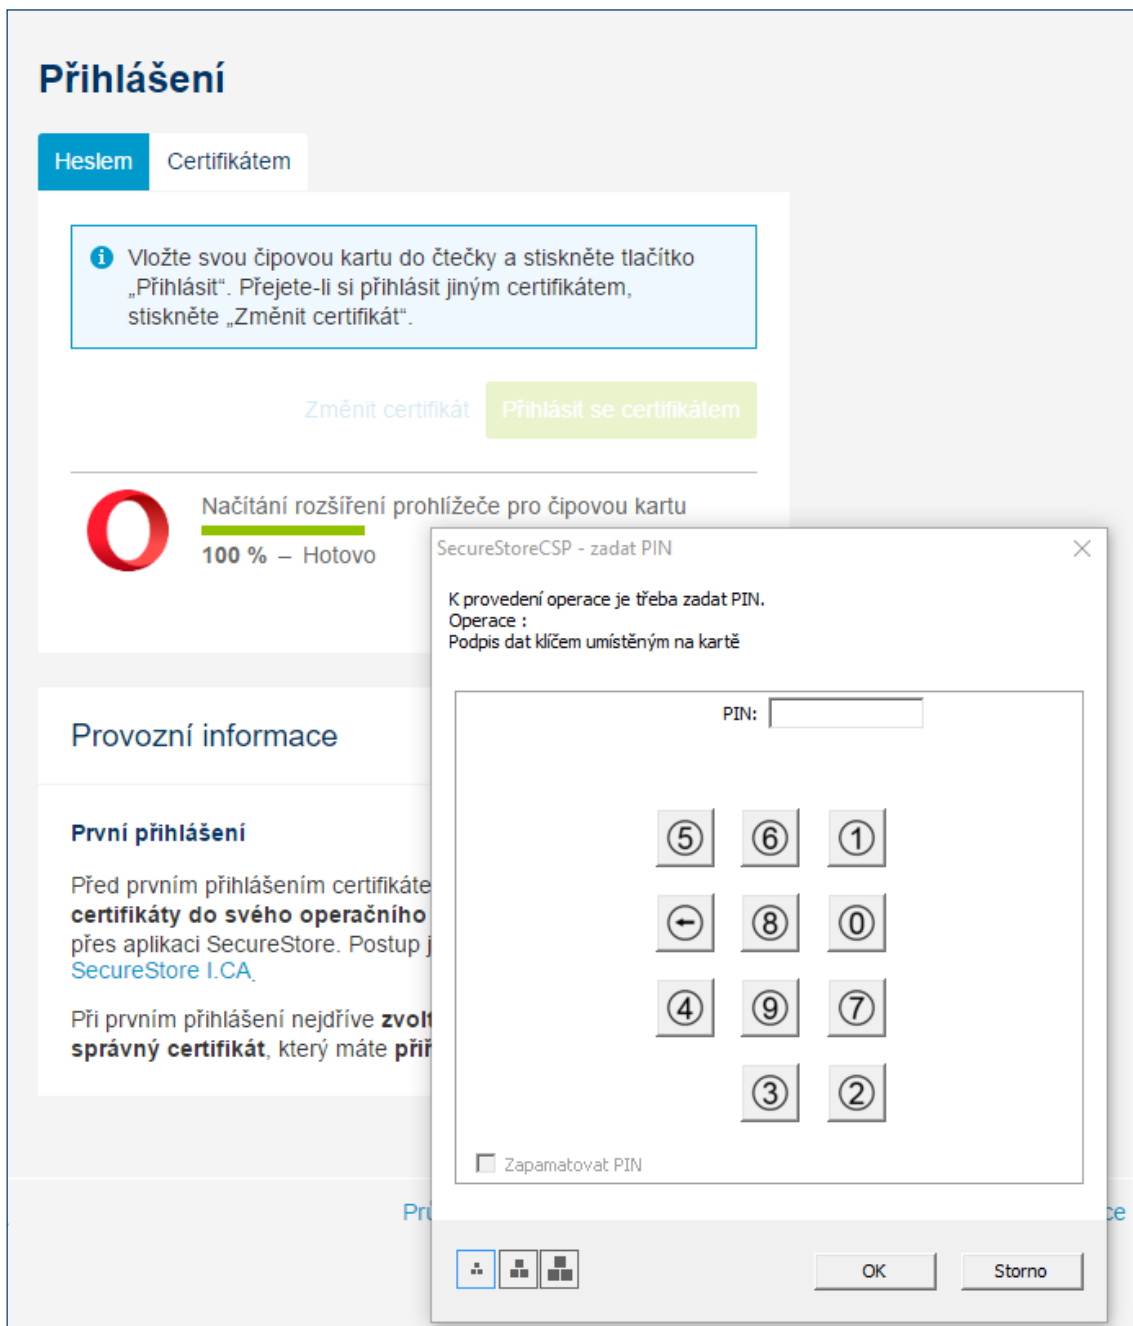 Přihlášení
Heslem
Certifikátem
Vložte svou čipovou kartu do čtečky a stiskněte tlačítko
„Přihlásit“. Přejete-li si přihlásit jiným certifikátem,
stiskněte „Změnit certifikát“.
Změnit certifikát
Přihlásit se certifikátem
Načítání rozšíření prohlížeče pro čipovou kartu
100 % – Hotovo
Provozní informace
První přihlášení
Před prvním přihlášením certifikáte
certifikáty do svého operačního
přes aplikaci SecureStore. Postup j
SecureStore I.CA.
Při prvním přihlášení nejdříve zvolt
správný certifikát, který máte přiř
SecureStoreCSP - zadat PIN
K provedení operace je třeba zadat PIN.
Operace :
Podpis dat klíčem umístěným na kartě
PIN:
5 6 1
← 8 0
4 9 7
3 2
Zapamatovat PIN
OK
Storno